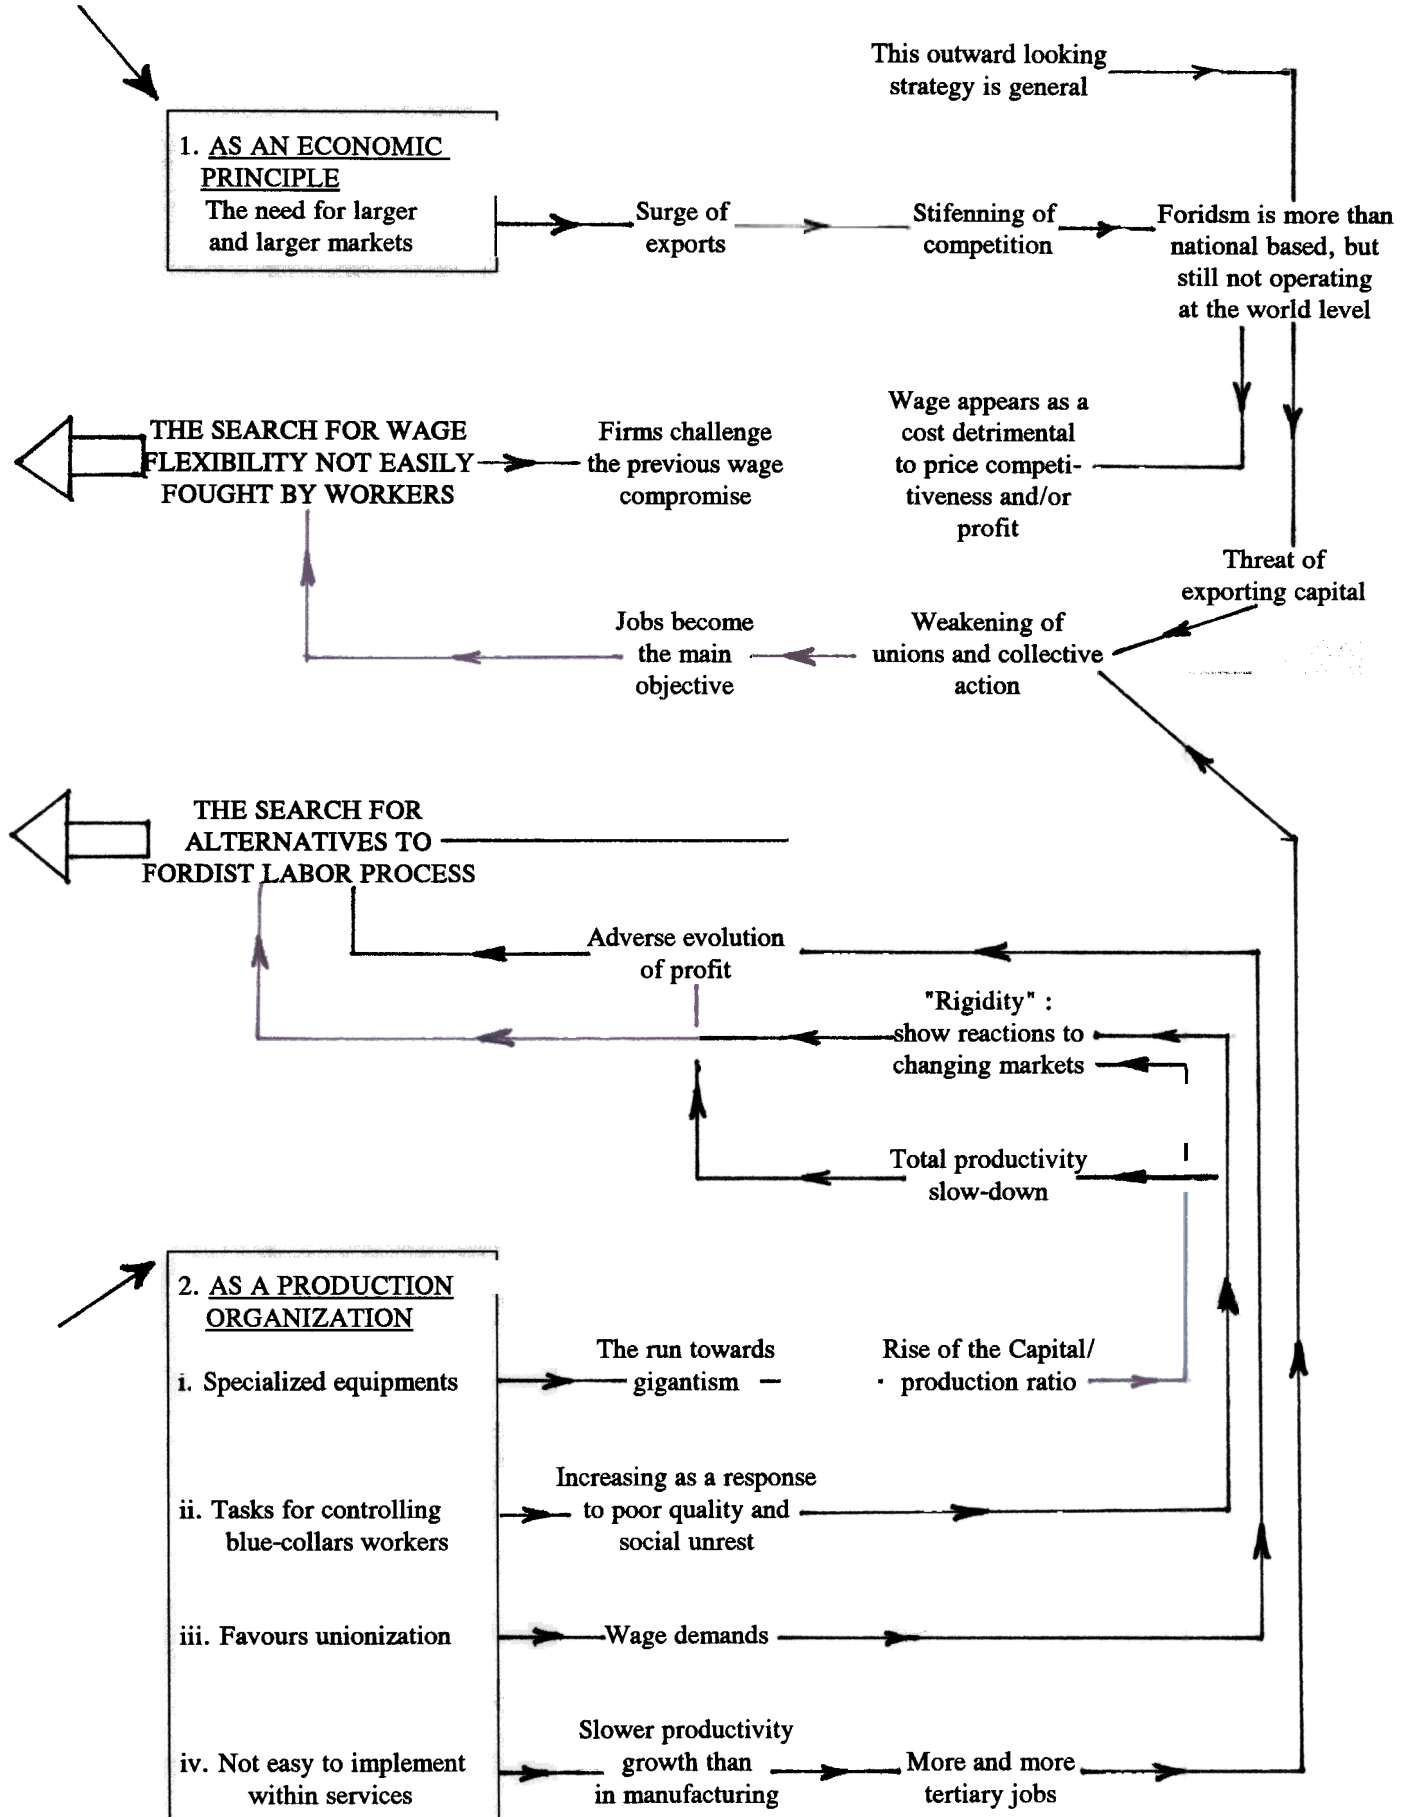 This outward looking
strategy is general
1. AS AN ECONOMIC
PRINCIPLE
The need for larger
and larger markets
Surge of
exports
Stifenning of
competition
Foridsm is more than
national based, but
still not operating
at the world level
THE SEARCH FOR WAGE
FLEXIBILITY NOT EASILY
FOUGHT BY WORKERS
Firms challenge
the previous wage
compromise
Wage appears as a
cost detrimental
to price competi-
tiveness and/or
profit
Threat of
exporting capital
Jobs become
the main
objective
Weakening of
unions and collective
action
THE SEARCH FOR
ALTERNATIVES TO
FORDIST LABOR PROCESS
Adverse evolution
of profit
"Rigidity" :
show reactions to
changing markets
Total productivity
slow-down
2. AS A PRODUCTION
ORGANIZATION
i. Specialized equipments
The run towards
gigantism
Rise of the Capital/
production ratio
ii. Tasks for controlling
blue-collars workers
Increasing as a response
to poor quality and
social unrest
iii. Favours unionization
Wage demands
iv. Not easy to implement
within services
Slower productivity
growth than
in manufacturing
More and more
tertiary jobs